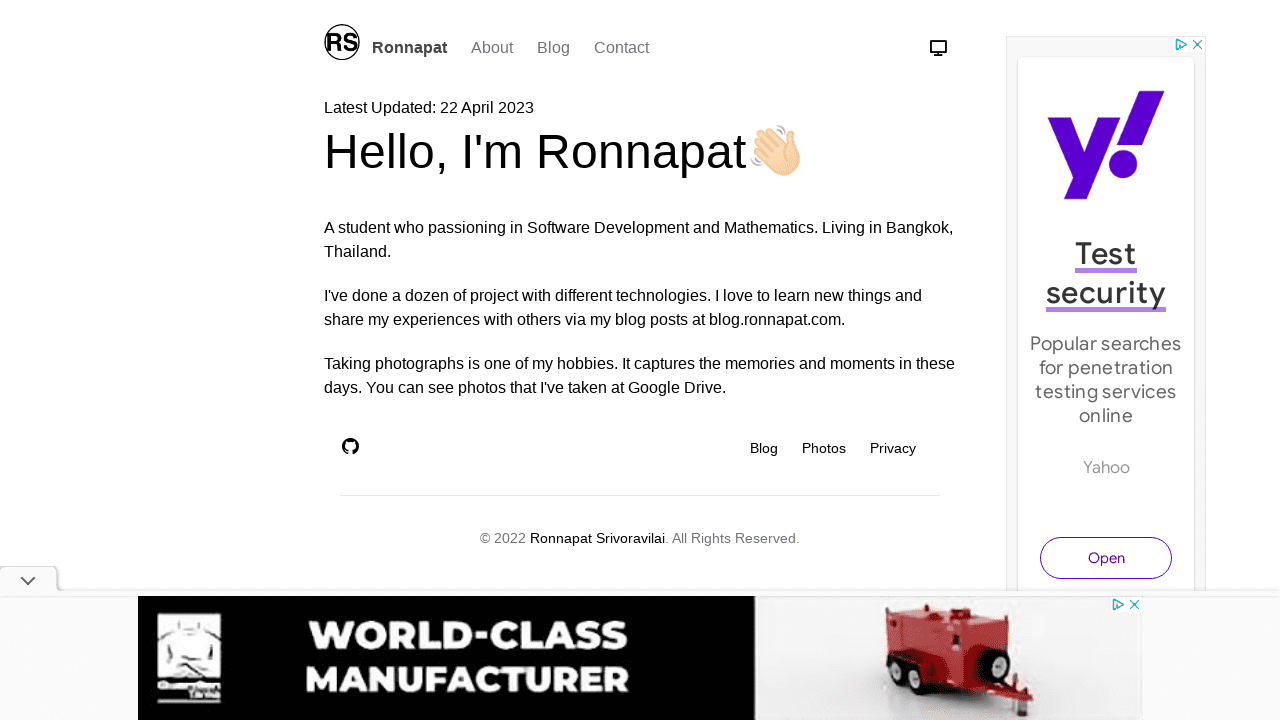 RS
Ronnapat About Blog Contact
Latest Updated: 22 April 2023
Hello, I'm Ronnapat👋🏻
A student who passioning in Software Development and Mathematics. Living in Bangkok,
Thailand.
I've done a dozen of project with different technologies. I love to learn new things and
share my experiences with others via my blog posts at blog.ronnapat.com.
Taking photographs is one of my hobbies. It captures the memories and moments in these
days. You can see photos that I've taken at Google Drive.
Blog Photos Privacy
© 2022 Ronnapat Srivoravilai. All Rights Reserved.
y!
Test
security
Popular searches
for penetration
testing services
online
Yahoo
Open
WORLD-CLASS
MANUFACTURER